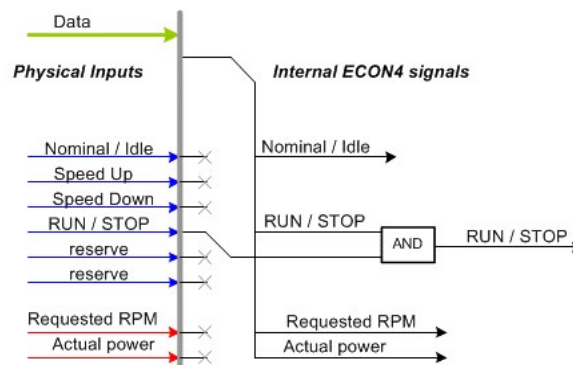 Data
Physical Inputs
Internal ECON4 signals
Nominal / Idle
Nominal / Idle
Speed Up
Speed Down
RUN / STOP
RUN / STOP
AND
RUN / STOP
reserve
reserve
Requested RPM
Requested RPM
Actual power
Actual power